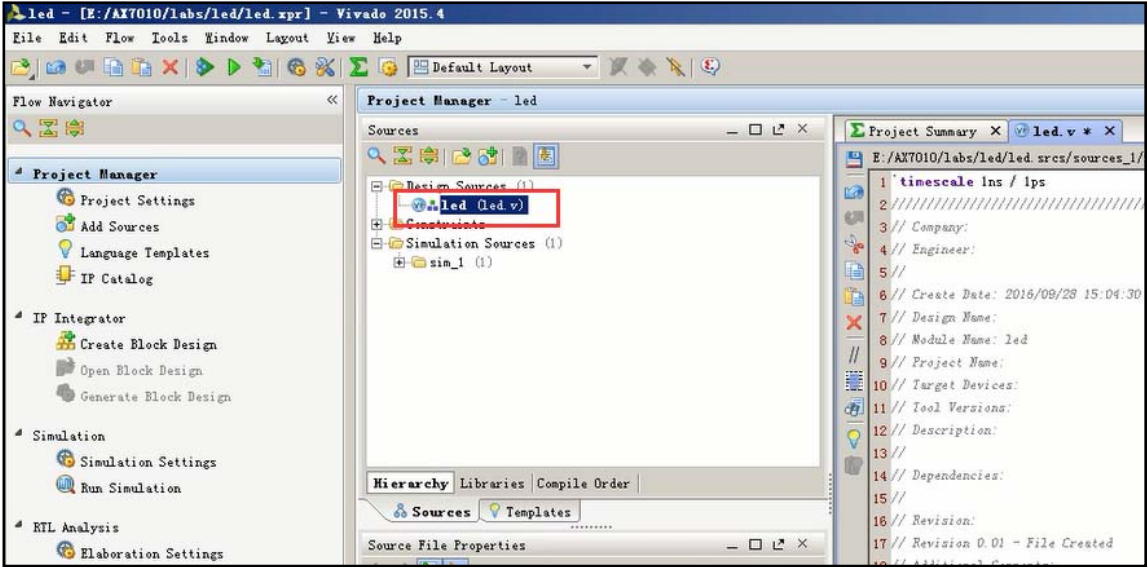 led - [E:/AX7010/labs/led/led.xpr] - Vivado 2015.4
File Edit Flow Tools Window Layout View Help
Default Layout
Flow Navigator
Project Manager
Project Settings
Add Sources
Language Templates
IP Catalog
IP Integrator
Create Block Design
Open Block Design
Generate Block Design
Simulation
Simulation Settings
Run Simulation
RTL Analysis
Elaboration Settings
Project Manager - led
Sources
Design Sources (1)
led (led.v)
Constraints
Simulation Sources (1)
sim_1 (1)
Hierarchy Libraries Compile Order
Sources Templates
Source File Properties
Project Summary led.v *
E:/AX7010/labs/led/led.srcs/sources_1/
1 `timescale 1ns / 1ps
2 //////////////////////////////////
3 // Company:
4 // Engineer:
5 //
6 // Create Date: 2016/09/28 15:04:30
7 // Design Name:
8 // Module Name: led
9 // Project Name:
10 // Target Devices:
11 // Tool Versions:
12 // Description:
13 //
14 // Dependencies:
15 //
16 // Revision:
17 // Revision 0.01 - File Created
18 // Additional Comments: